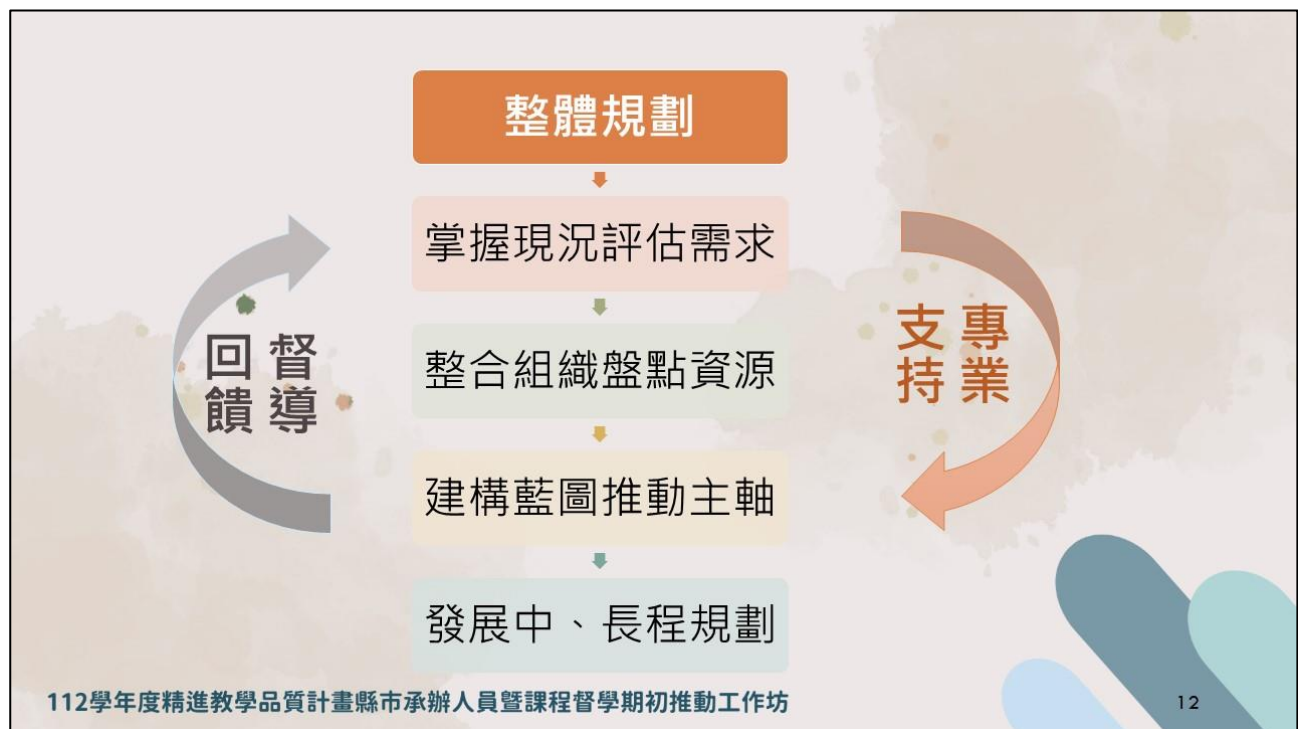 整體規劃
掌握現況評估需求
整合組織盤點資源
建構藍圖推動主軸
發展中、長程規劃
督導
回饋
專業
支持
112學年度精進教學品質計畫縣市承辦人員暨課程督學期初推動工作坊
12